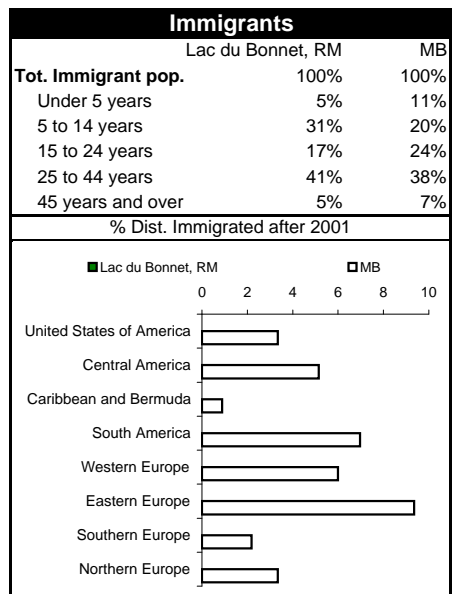 Immigrants
Lac du Bonnet, RM MB
Tot. Immigrant pop. 100% 100%
Under 5 years 5% 11%
5 to 14 years 31% 20%
15 to 24 years 17% 24%
25 to 44 years 41% 38%
45 years and over 5% 7%
% Dist. Immigrated after 2001
Lac du Bonnet, RM MB
0 2 4 6 8 10
United States of America
Central America
Caribbean and Bermuda
South America
Western Europe
Eastern Europe
Southern Europe
Northern Europe